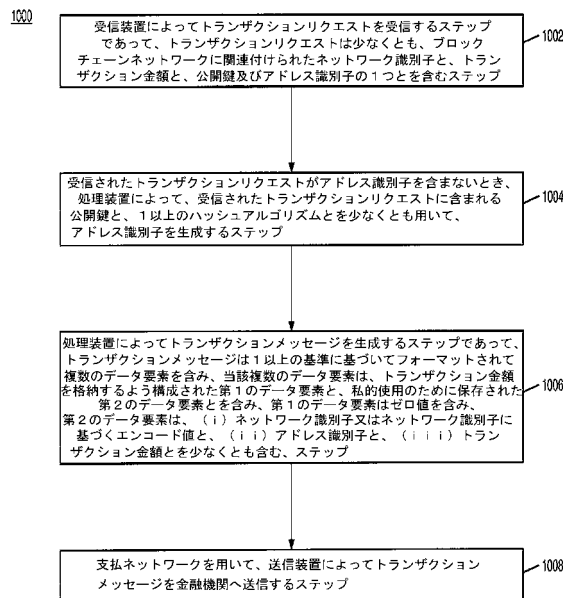 1000
受信装置によってトランザクションリクエストを受信するステップ
であって、トランザクションリクエストは少なくとも、ブロック
チェーンネットワークに関連付けられたネットワーク識別子と、トラン
ザクション金額と、公開鍵及びアドレス識別子の1つとを含むステップ
1002
受信されたトランザクションリクエストがアドレス識別子を含まないとき、
処理装置によって、受信されたトランザクションリクエストに含まれる
公開鍵と、1以上のハッシュアルゴリズムとを少なくとも用いて、
アドレス識別子を生成するステップ
1004
処理装置によってトランザクションメッセージを生成するステップであって、
トランザクションメッセージは1以上の基準に基づいてフォーマットされて
複数のデータ要素を含み、当該複数のデータ要素は、トランザクション金額
を格納するよう構成された第1のデータ要素と、私的使用のために保存された
第2のデータ要素とを含み、第1のデータ要素はゼロ値を含み、
第2のデータ要素は、(i)ネットワーク識別子又はネットワーク識別子に
基づくエンコード値と、(ii)アドレス識別子と、(iii)トラン
ザクション金額とを少なくとも含む、ステップ
1006
支払ネットワークを用いて、送信装置によってトランザクション
メッセージを金融機関へ送信するステップ
1008